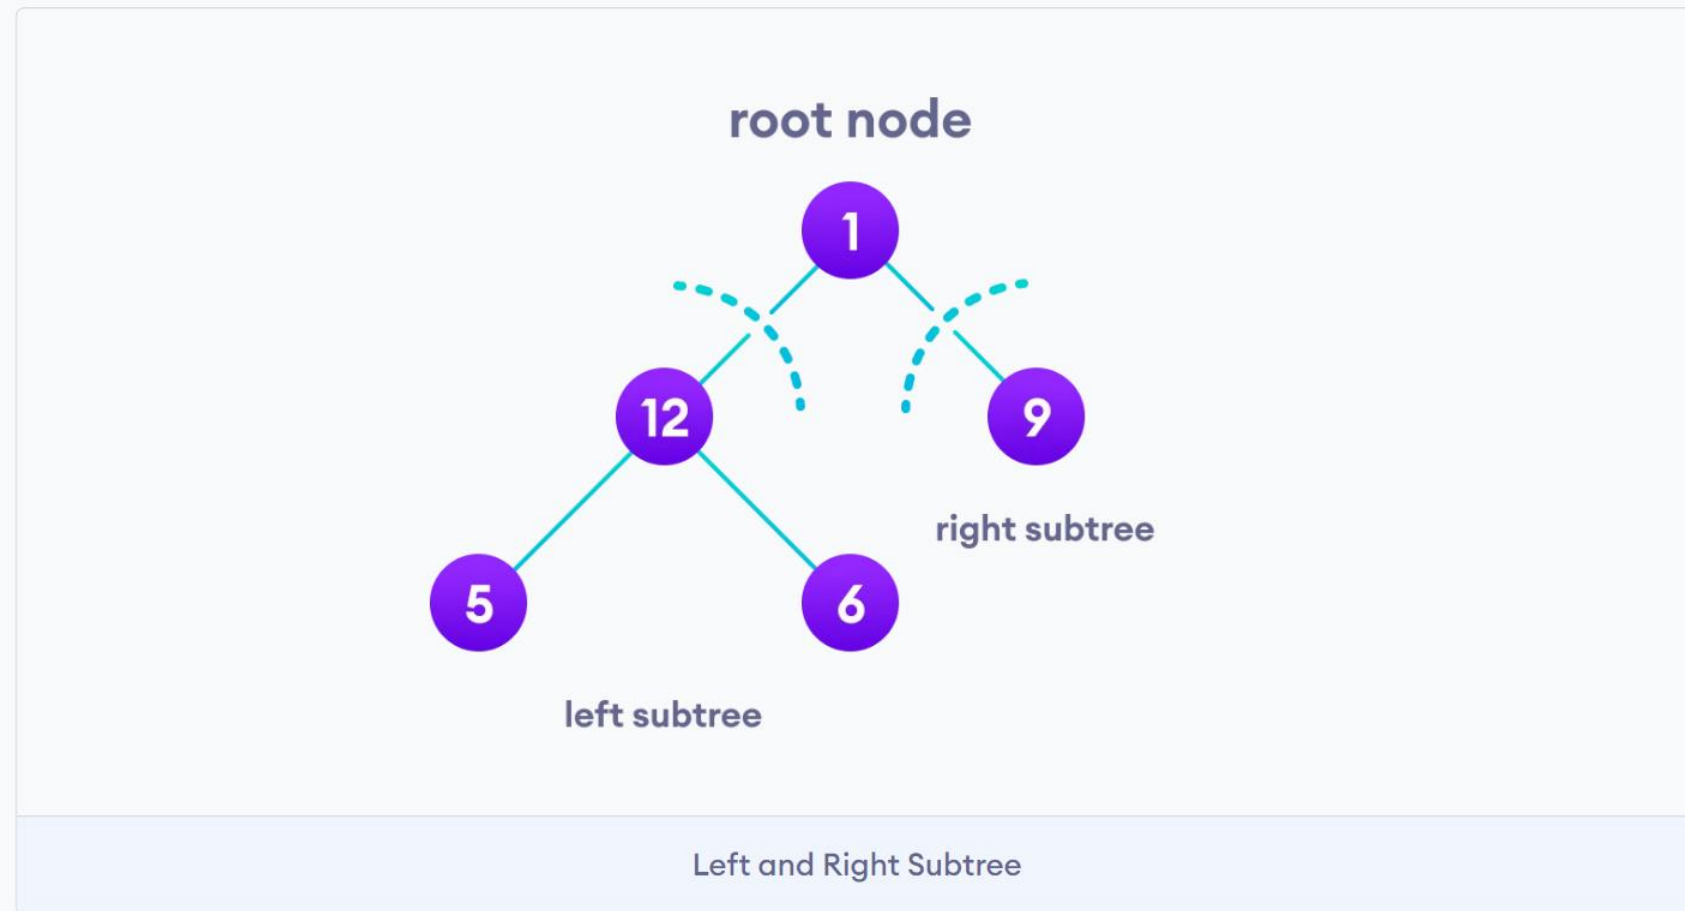 root node
1
12
9
right subtree
5
6
left subtree
Left and Right Subtree